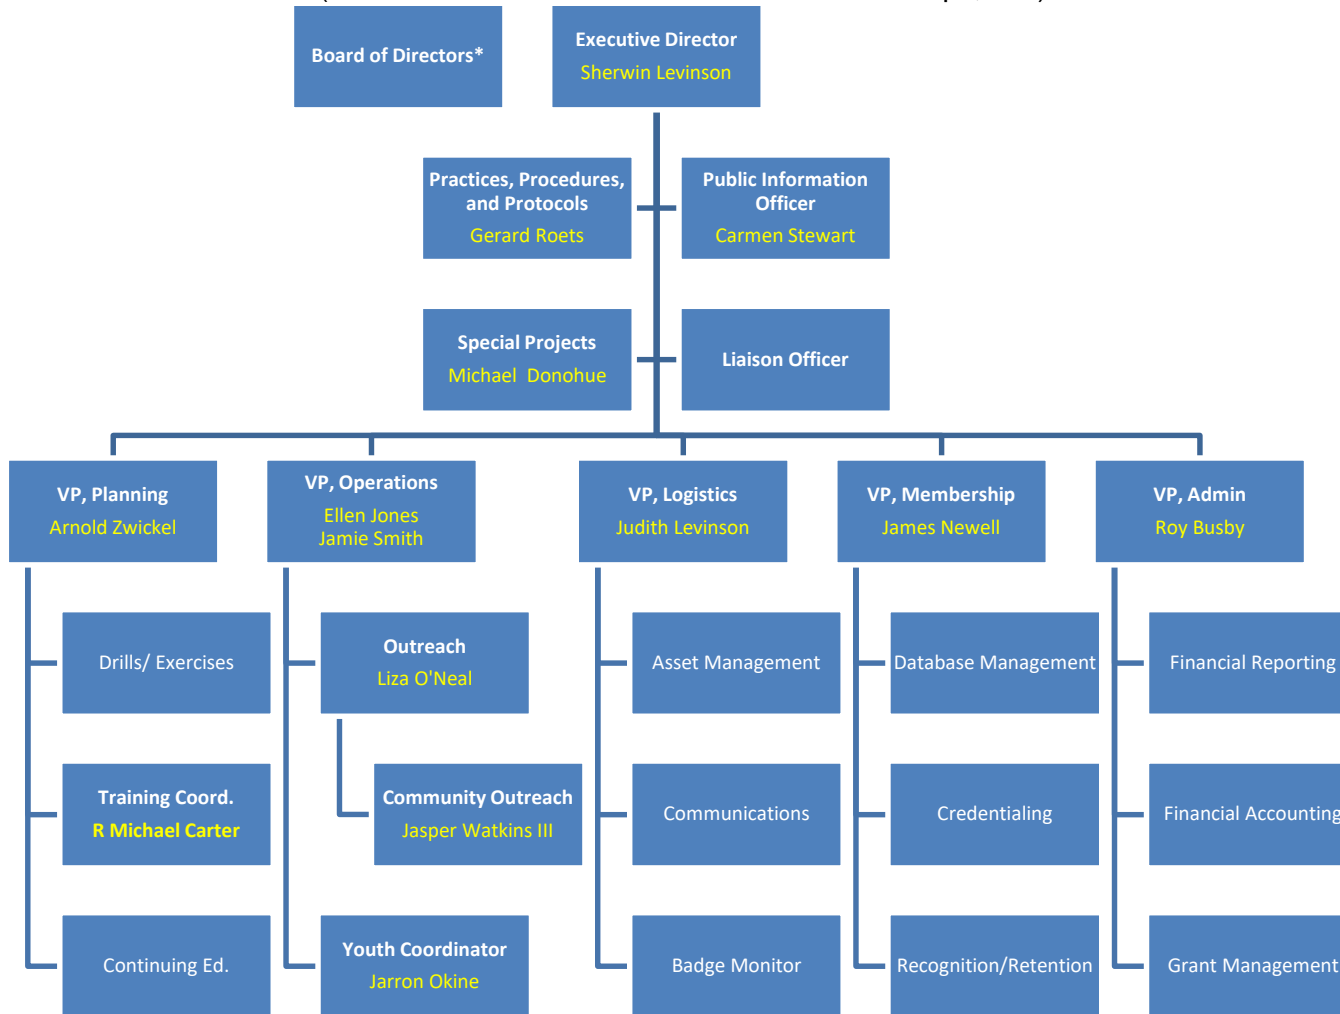 Board of Directors*
Executive Director
Sherwin Levinson
Practices, Procedures,
and Protocols
Gerard Roets
Public Information
Officer
Carmen Stewart
Special Projects
Michael  Donohue
Liaison Officer
VP, Planning
Arnold Zwickel
VP, Operations
Ellen Jones
Jamie Smith
VP, Logistics
Judith Levinson
VP, Membership
James Newell
VP, Admin
Roy Busby
Drills/ Exercises
Outreach
Liza O'Neal
Asset Management
Database Management
Financial Reporting
Training Coord.
R Michael Carter
Community Outreach
Jasper Watkins III
Communications
Credentialing
Financial Accounting
Continuing Ed.
Youth Coordinator
Jarron Okine
Badge Monitor
Recognition/Retention
Grant Management